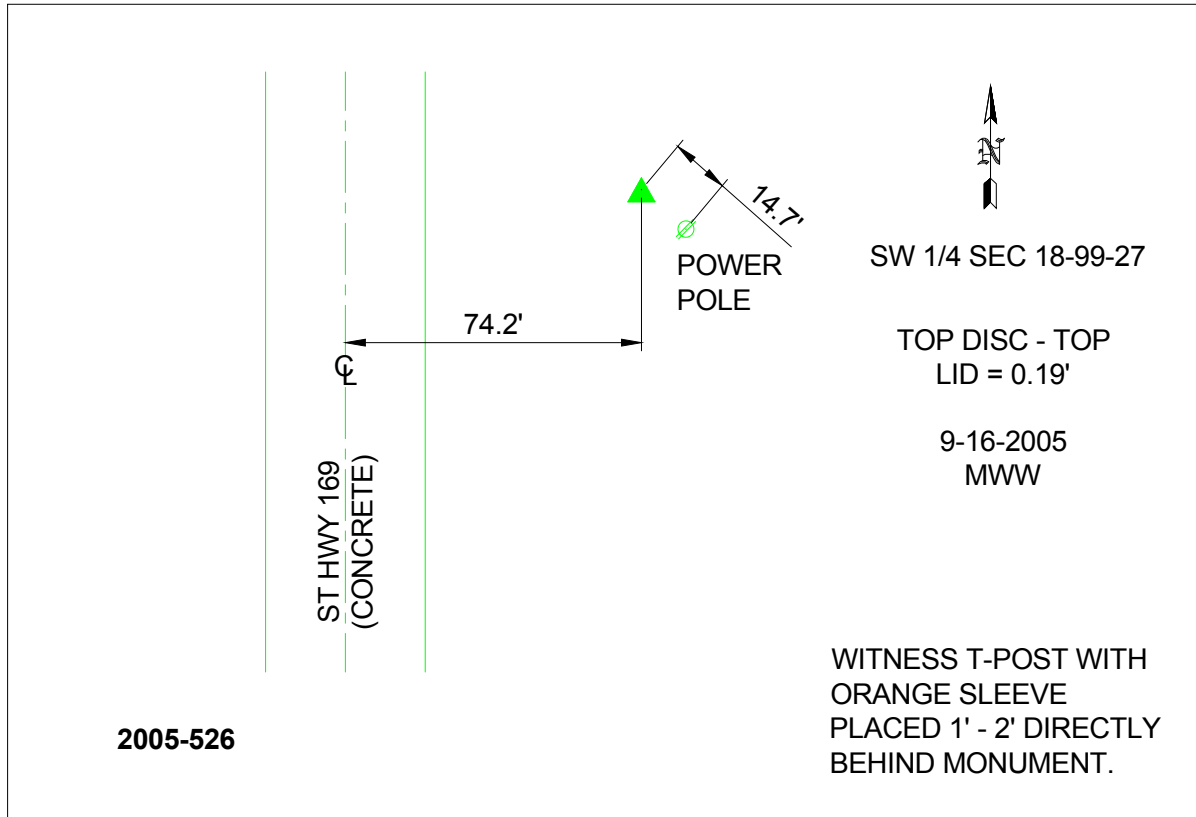 N
SW 1/4 SEC 18-99-27
14.7'
POWER
POLE
74.2'
TOP DISC - TOP
LID = 0.19'
℄
9-16-2005
MWW
ST HWY 169
(CONCRETE)
WITNESS T-POST WITH
ORANGE SLEEVE
PLACED 1' - 2' DIRECTLY
BEHIND MONUMENT.
2005-526